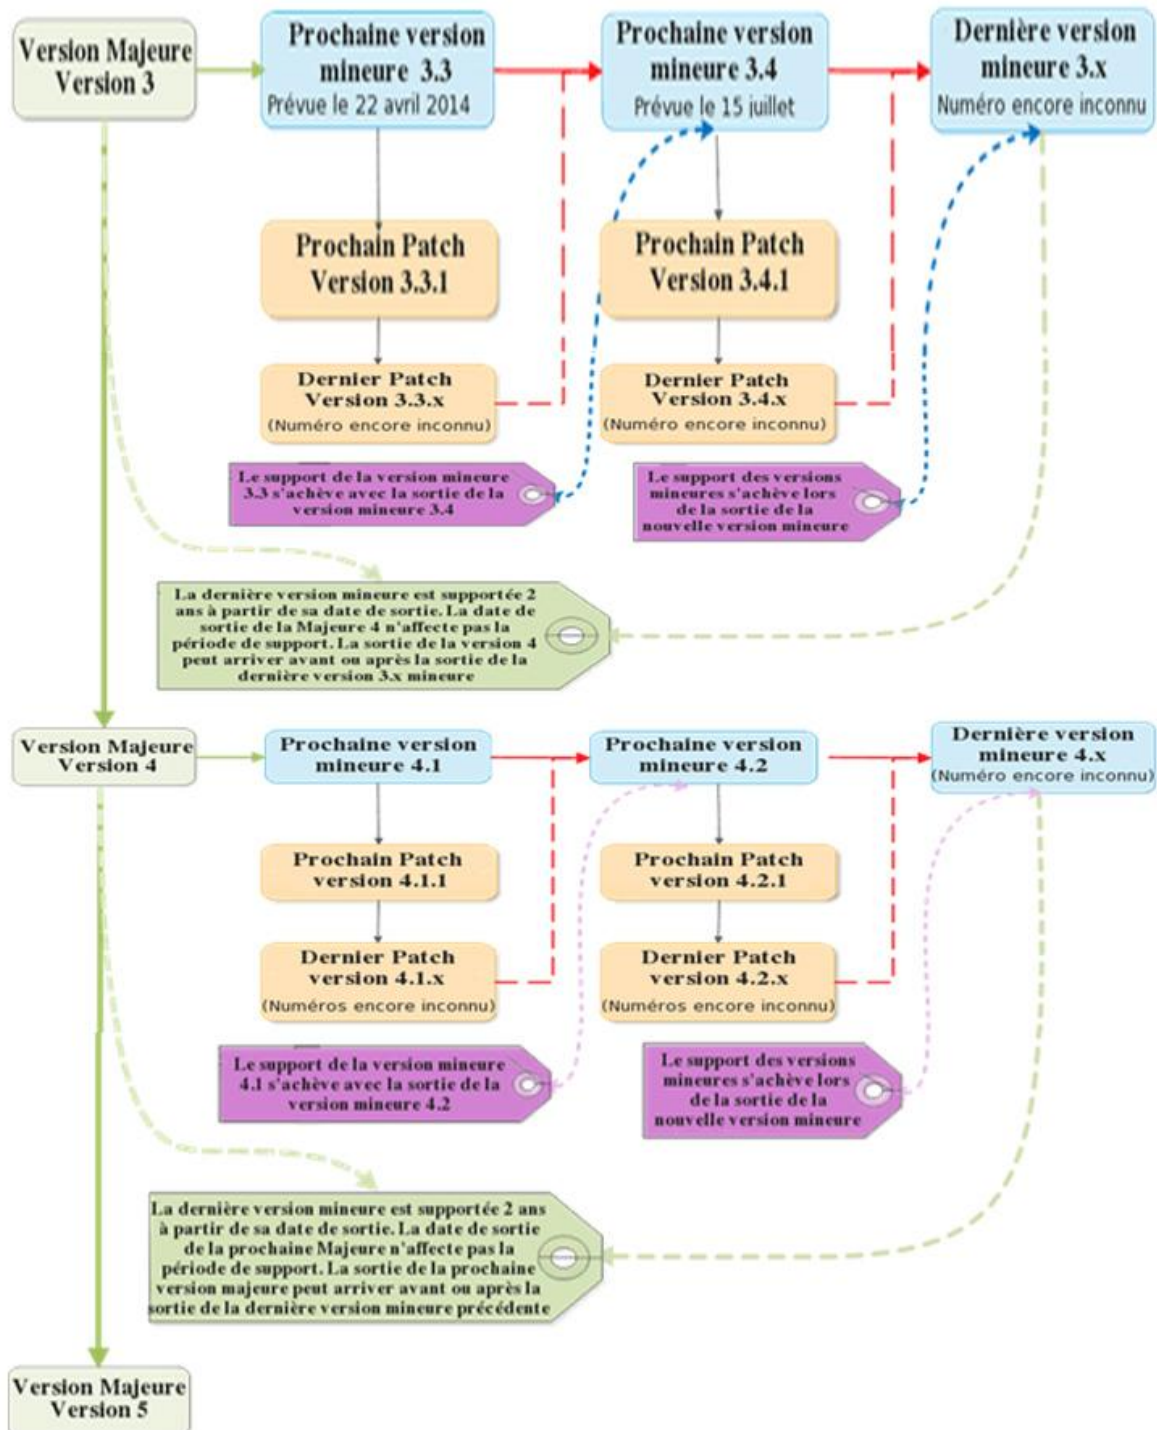 Version Majeure
Version 3
Prochaine version
mineure 3.3
Prévue le 22 avril 2014
Prochaine version
mineure 3.4
Prévue le 15 juillet
Dernière version
mineure 3.x
Numéro encore inconnu
Prochain Patch
Version 3.3.1
Prochain Patch
Version 3.4.1
Dernier Patch
Version 3.3.x
(Numéro encore inconnu)
Dernier Patch
Version 3.4.x
(Numéro encore inconnu)
Le support de la version mineure
3.3 s'achève avec la sortie de la
version mineure 3.4
Le support des versions
mineures s'achève lors
de la sortie de la
nouvelle version mineure
La dernière version mineure est supportée 2
ans à partir de sa date de sortie. La date de
sortie de la Majeure 4 n'affecte pas la
période de support. La sortie de la version 4
peut arriver avant ou après la sortie de la
dernière version 3.x mineure
Version Majeure
Version 4
Prochaine version
mineure 4.1
Prochaine version
mineure 4.2
Dernière version
mineure 4.x
(Numéro encore inconnu)
Prochain Patch
version 4.1.1
Prochain Patch
version 4.2.1
Dernier Patch
version 4.1.x
(Numéros encore inconnu)
Dernier Patch
version 4.2.x
(Numéros encore inconnu)
Le support de la version mineure
4.1 s'achève avec la sortie de la
version mineure 4.2
Le support des versions
mineures s'achève lors
de la sortie de la
nouvelle version mineure
La dernière version mineure est supportée 2 ans
à partir de sa date de sortie. La date de sortie
de la prochaine Majeure n'affecte pas la
période de support. La sortie de la prochaine
version majeure peut arriver avant ou après la
sortie de la dernière version mineure précédente
Version Majeure
Version 5